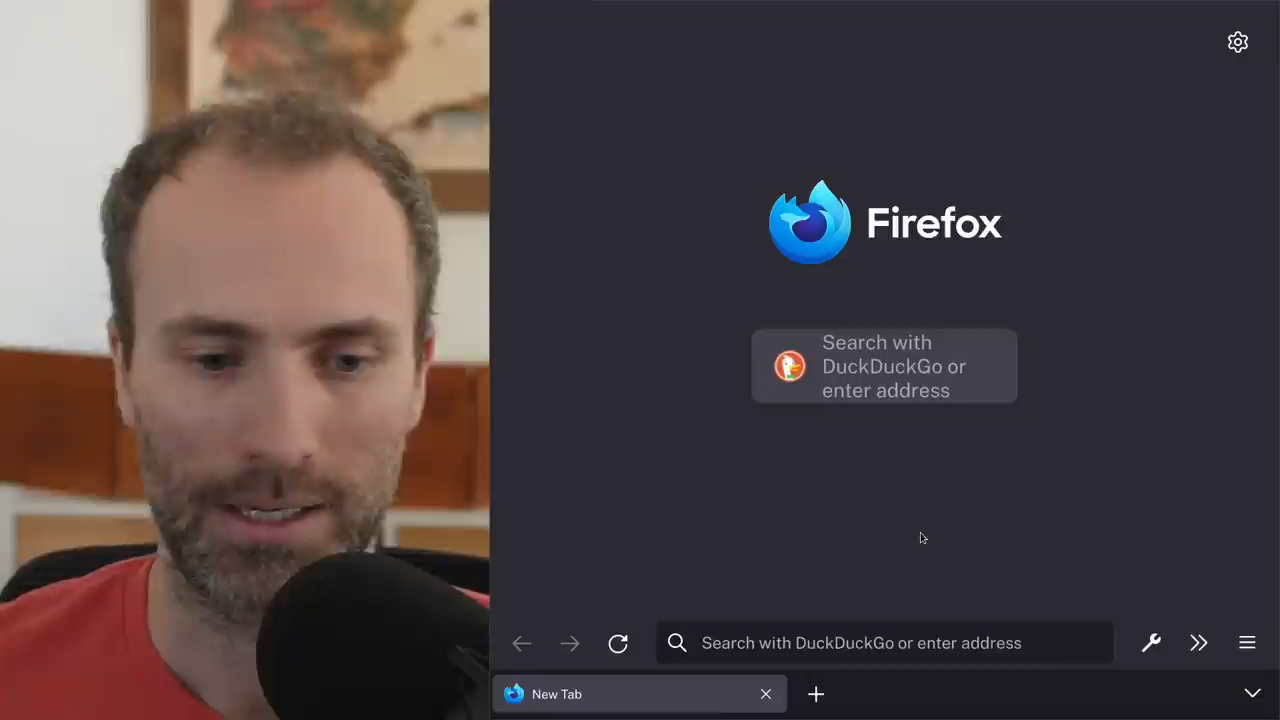 Firefox
Search with
DuckDuckGo or
enter address
Search with DuckDuckGo or enter address
New Tab